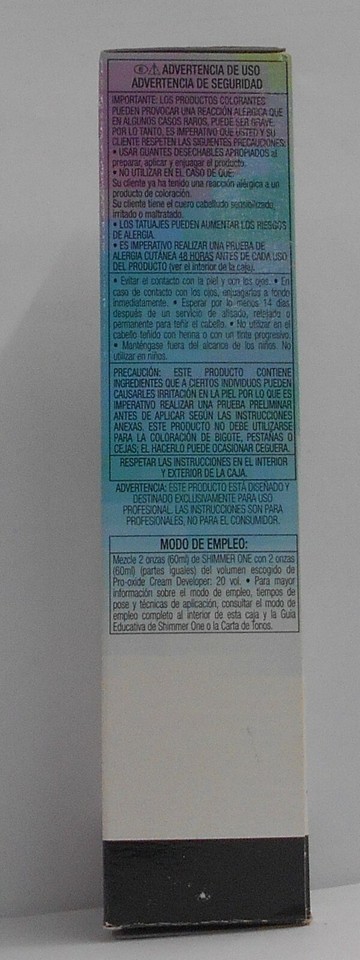 ADVERTENCIA DE USO
ADVERTENCIA DE SEGURIDAD
IMPORTANTE: LOS PRODUCTOS COLORANTES
PUEDEN PROVOCAR UNA REACCIÓN ALÉRGICA QUE
EN ALGUNOS CASOS RAROS, PUEDE SER GRAVE.
POR LO TANTO, ES IMPERATIVO QUE USTED Y SU
CLIENTE RESPETEN LAS SIGUIENTES PRECAUCIONES:
• USAR GUANTES DESECHABLES APROPIADOS al
preparar, aplicar y enjuagar el producto.
• NO UTILIZAR EN EL CASO DE QUE:
Su cliente ya ha tenido una reacción alérgica a un
producto de coloración.
Su cliente tiene el cuero cabelludo sensibilizado,
irritado o maltratado.
• LOS TATUAJES PUEDEN AUMENTAR LOS RIESGOS
DE ALERGIA.
• ES IMPERATIVO REALIZAR UNA PRUEBA DE
ALERGIA CUTÁNEA 48 HORAS ANTES DE CADA USO
DEL PRODUCTO (ver el interior de la caja).
• Evitar el contacto con la piel y con los ojos. • En
caso de contacto con los ojos, enjuagarlos a fondo
inmediatamente. • Esperar por lo menos 14 días
después de un servicio de alisado, relajado o
permanente para teñir el cabello. • No utilizar en el
cabello teñido con henna o con un tinte progresivo.
• Manténgase fuera del alcance de los niños. No
utilizar en niños.
PRECAUCIÓN: ESTE PRODUCTO CONTIENE
INGREDIENTES QUE A CIERTOS INDIVIDUOS PUEDEN
CAUSARLES IRRITACIÓN EN LA PIEL POR LO QUE ES
IMPERATIVO REALIZAR UNA PRUEBA PRELIMINAR
ANTES DE APLICAR SEGÚN LAS INSTRUCCIONES
ANEXAS. ESTE PRODUCTO NO DEBE UTILIZARSE
PARA LA COLORACIÓN DE BIGOTE, PESTAÑAS O
CEJAS; EL HACERLO PUEDE OCASIONAR CEGUERA.
RESPETAR LAS INSTRUCCIONES EN EL INTERIOR
Y EXTERIOR DE LA CAJA.
ADVERTENCIA: ESTE PRODUCTO ESTÁ DISEÑADO Y
DESTINADO EXCLUSIVAMENTE PARA USO
PROFESIONAL. LAS INSTRUCCIONES SON PARA
PROFESIONALES, NO PARA EL CONSUMIDOR.
MODO DE EMPLEO:
Mezcle 2 onzas (60ml) de SHIMMER ONE con 2 onzas
(60ml) (partes iguales) del volumen escogido de
Pro-oxide Cream Developer: 20 vol. • Para mayor
información sobre el modo de empleo, tiempos de
pose y técnicas de aplicación, consultar el modo de
empleo completo al interior de esta caja y la Guía
Educativa de Shimmer One o la Carta de Tonos.